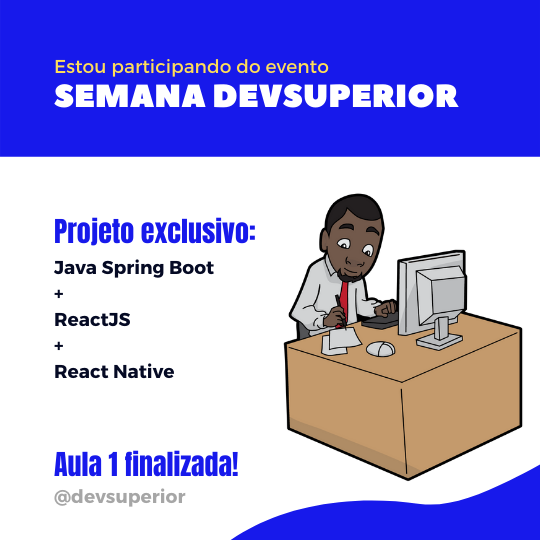 Estou participando do evento
SEMANA DEVSUPERIOR
Projeto exclusivo:
Java Spring Boot
+
ReactJS
+
React Native
Aula 1 finalizada!
@devsuperior